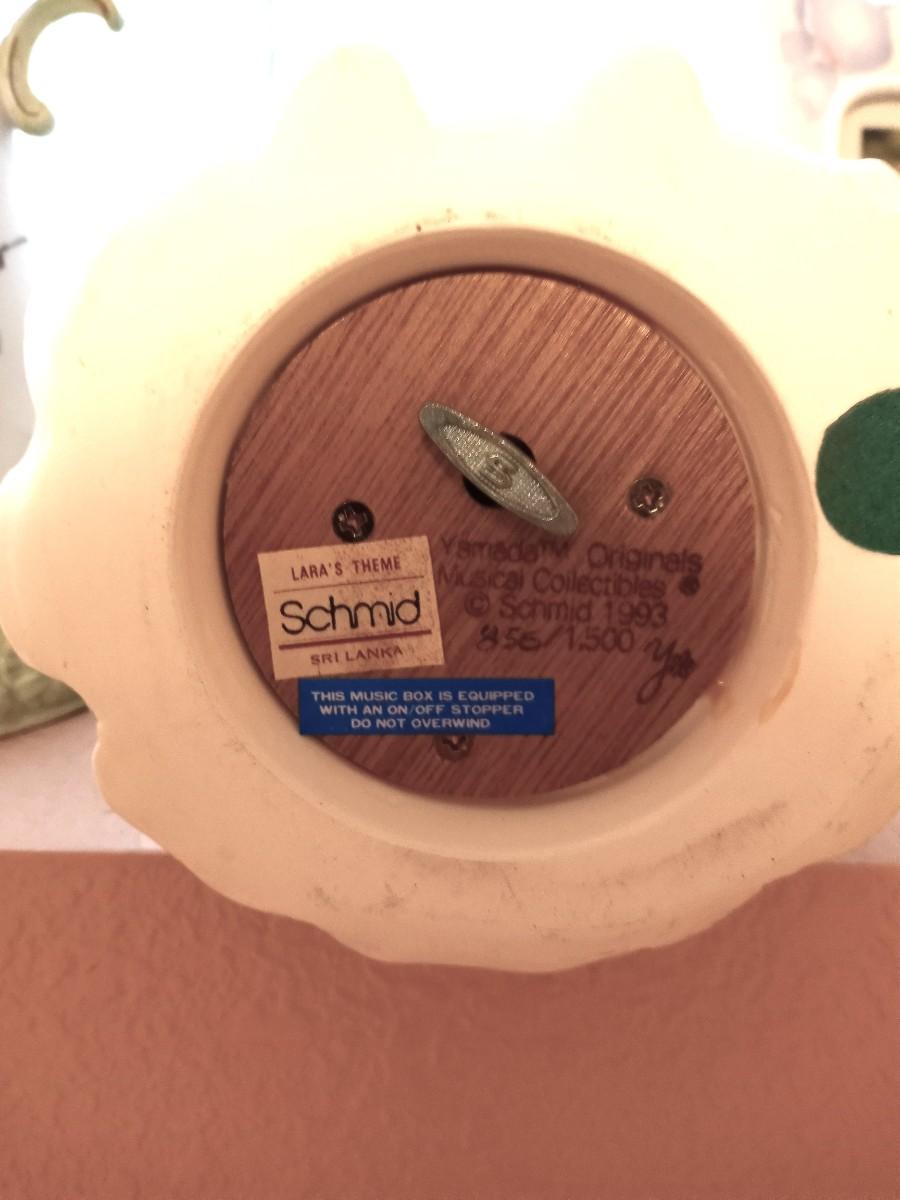 S
LARA'S THEME
Schmid
SRI LANKA
Yamada™ Originals
Musical Collectibles ®
© Schmid 1993
856/1,500
THIS MUSIC BOX IS EQUIPPED
WITH AN ON/OFF STOPPER
DO NOT OVERWIND